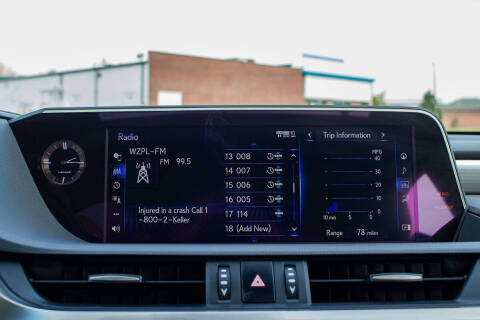 Radio
WZPL-FM
FM 99.5
Injured in a crash Call 1
-800-2-Keller
13 008
14 007
15 006
16 005
17 114
18 (Add New)
Trip Information
MPG
40
30
20
10
0
10 min 5 0
Range 78 miles